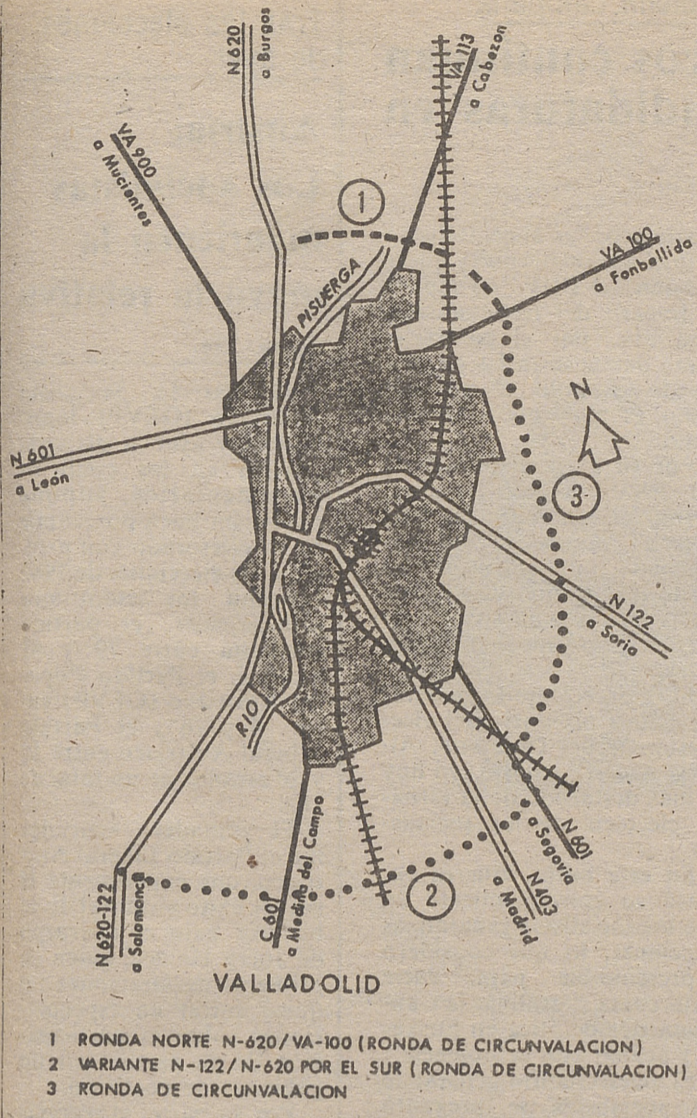 N620
a Burgos
VA 113
a Cabezon
VA 900
a Mucientes
1
VA 100
a Fonbellida
PISUERGA
N
N 601
a León
3
N 122
a Soria
RIO
N 620-122
a Salamanca
C 601
a Medina del Campo
2
N 403
a Madrid
N 601
a Segovia
VALLADOLID
1 RONDA NORTE N-620/VA-100 (RONDA DE CIRCUNVALACION)
2 VARIANTE N-122/N-620 POR EL SUR (RONDA DE CIRCUNVALACION)
3 RONDA DE CIRCUNVALACION